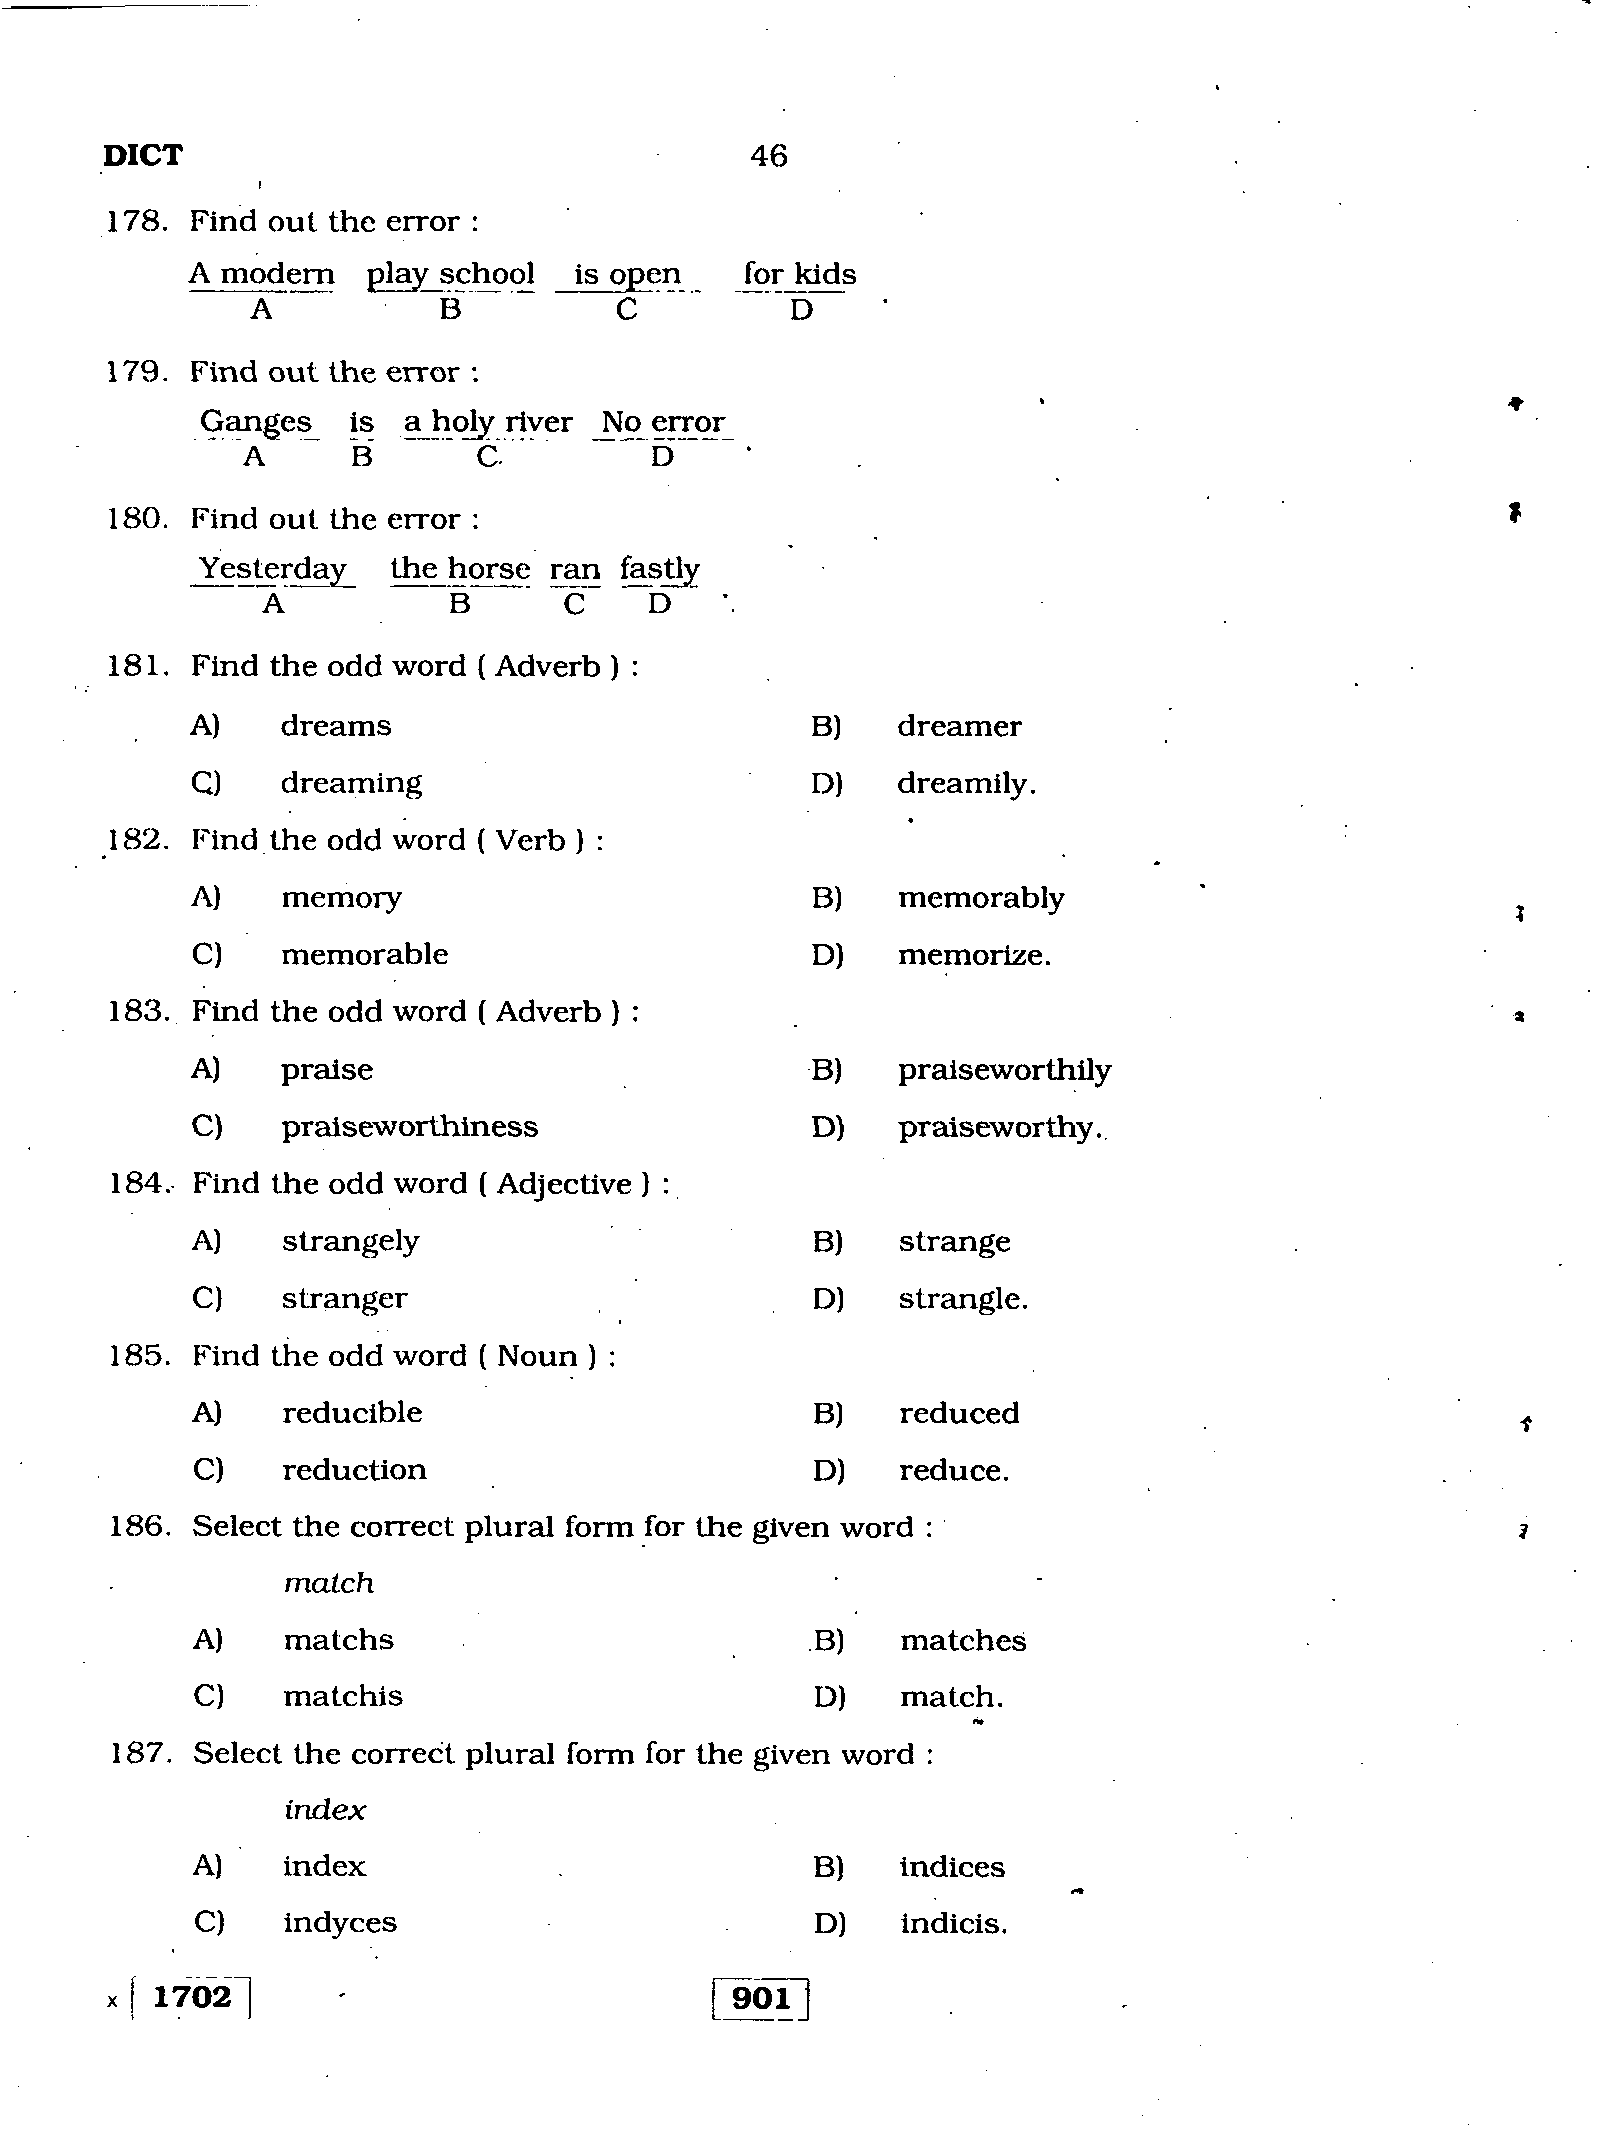 DICT 46
178. Find out the error :
A modern play school is open for kids
A B C D .
179. Find out the error :
Ganges is a holy river No error
A B C D .
180. Find out the error :
Yesterday the horse ran fastly
A B C D .
181. Find the odd word ( Adverb ) :
A) dreams B) dreamer
C) dreaming D) dreamily.
182. Find the odd word ( Verb ) :
A) memory B) memorably
C) memorable D) memorize.
183. Find the odd word ( Adverb ) :
A) praise B) praiseworthily
C) praiseworthiness D) praiseworthy.
184. Find the odd word ( Adjective ) :
A) strangely B) strange
C) stranger D) strangle.
185. Find the odd word ( Noun ) :
A) reducible B) reduced
C) reduction D) reduce.
186. Select the correct plural form for the given word :
match
A) matchs B) matches
C) matchis D) match.
187. Select the correct plural form for the given word :
index
A) index B) indices
C) indyces D) indicis.
x 1702 901